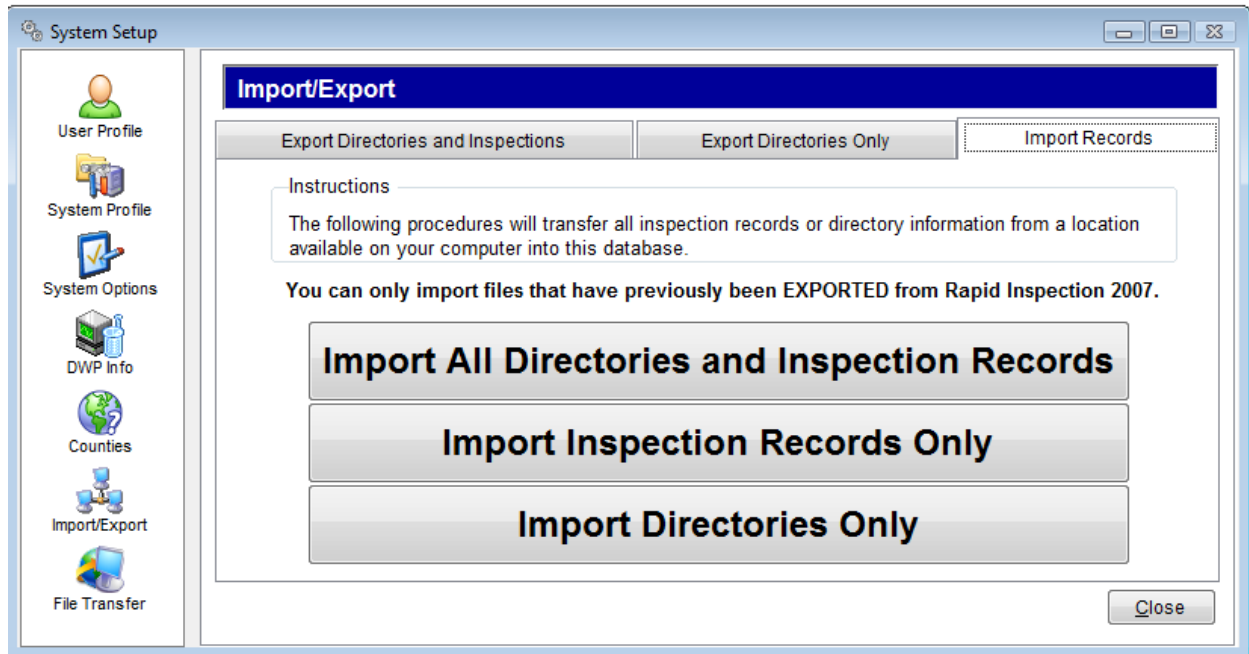 System Setup
User Profile
System Profile
System Options
DWP Info
Counties
Import/Export
File Transfer
Import/Export
Export Directories and Inspections
Export Directories Only
Import Records
Instructions
The following procedures will transfer all inspection records or directory information from a location
available on your computer into this database.
You can only import files that have previously been EXPORTED from Rapid Inspection 2007.
Import All Directories and Inspection Records
Import Inspection Records Only
Import Directories Only
Close